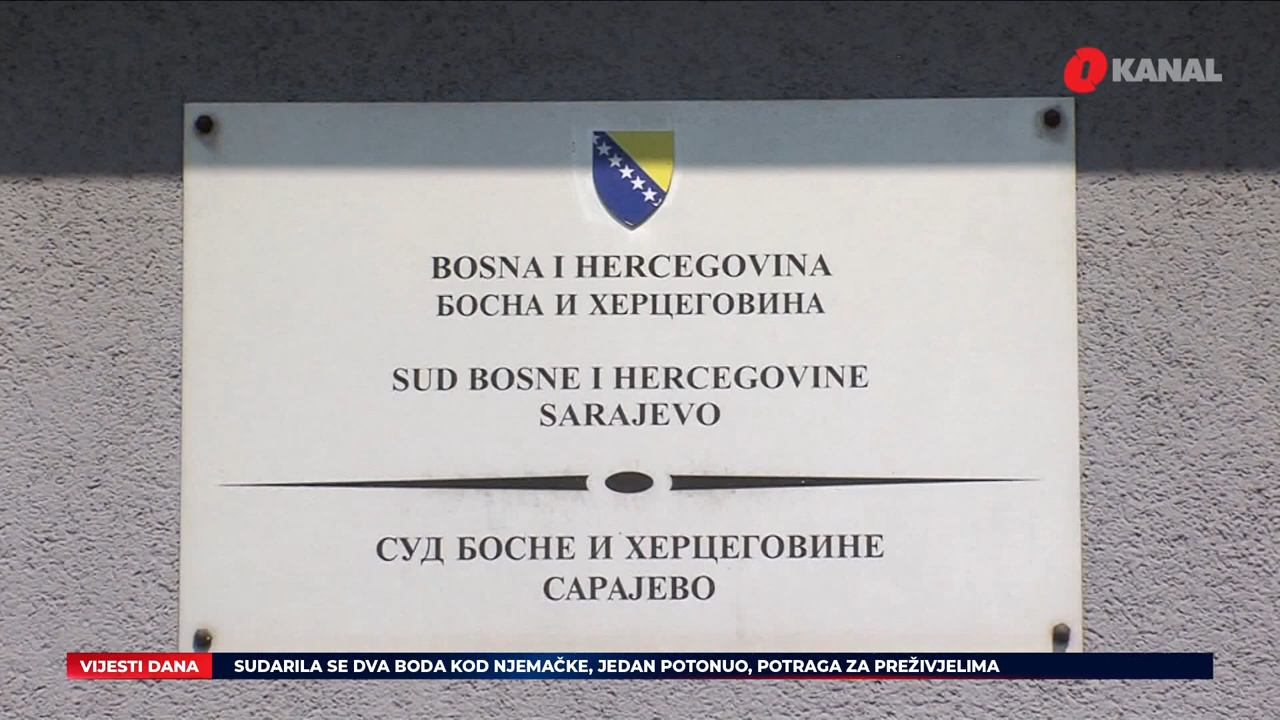 O KANAL
BOSNA I HERCEGOVINA
БОСНА И ХЕРЦЕГОВИНА
SUD BOSNE I HERCEGOVINE
SARAJEVO
СУД БОСНЕ И ХЕРЦЕГОВИНЕ
САРАЈЕВО
VIJESTI DANA SUDARILA SE DVA BODA KOD NJEMAČKE, JEDAN POTONUO, POTRAGA ZA PREŽIVJELIMA